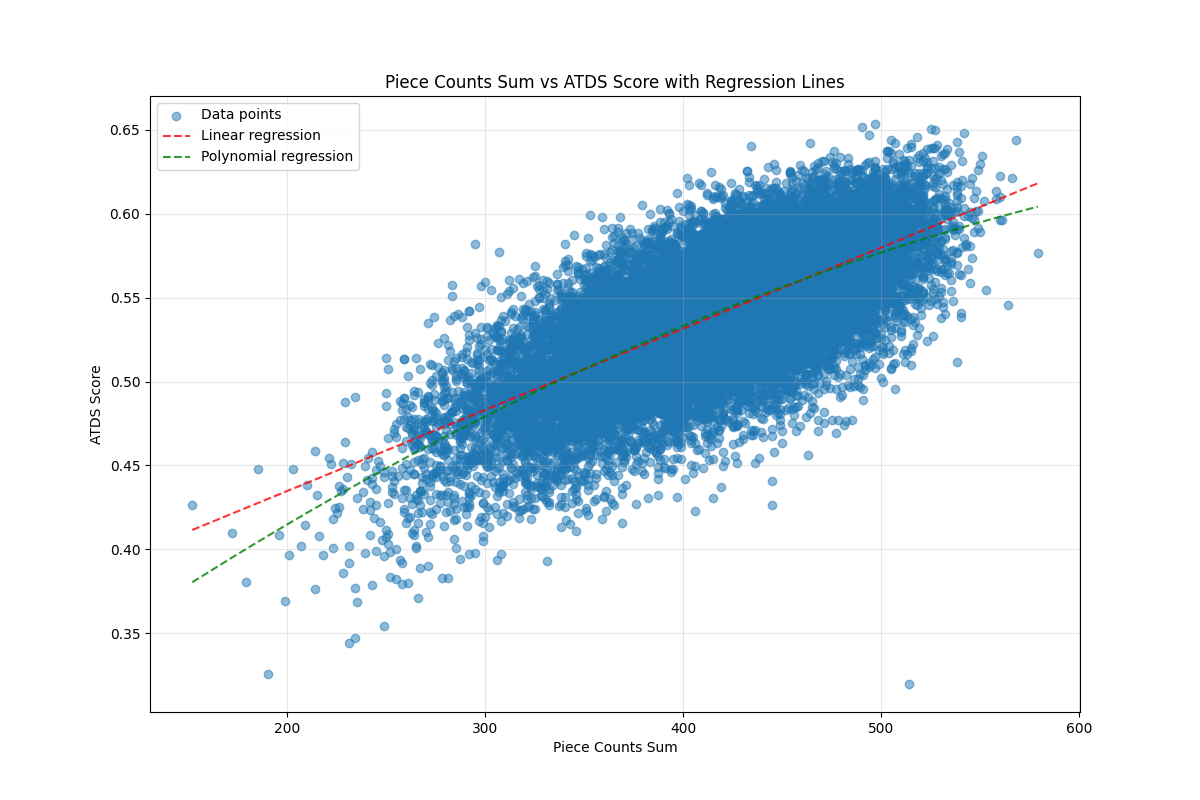 Piece Counts Sum vs ATDS Score with Regression Lines
Data points
Linear regression
Polynomial regression
ATDS Score
0.65
0.60
0.55
0.50
0.45
0.40
0.35
200 300 400 500 600
Piece Counts Sum